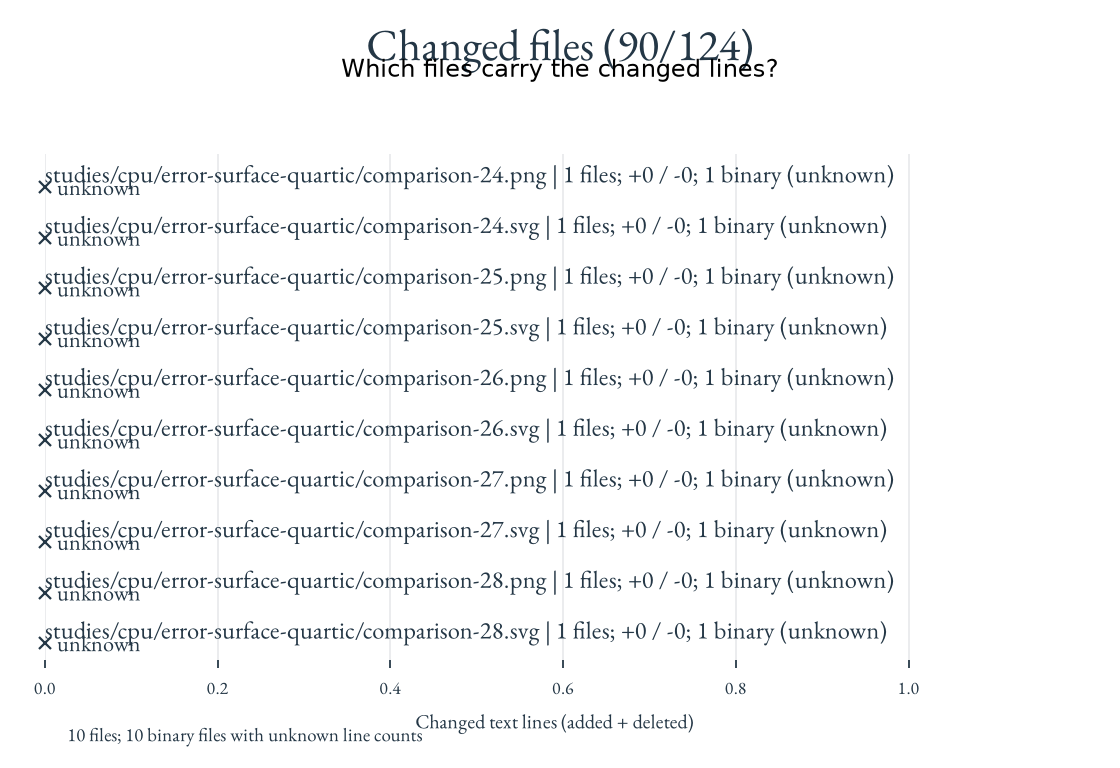 Changed files (90/124)
Which files carry the changed lines?
studies/cpu/error-surface-quartic/comparison-24.png | 1 files; +0 / -0; 1 binary (unknown)
unknown
studies/cpu/error-surface-quartic/comparison-24.svg | 1 files; +0 / -0; 1 binary (unknown)
unknown
studies/cpu/error-surface-quartic/comparison-25.png | 1 files; +0 / -0; 1 binary (unknown)
unknown
studies/cpu/error-surface-quartic/comparison-25.svg | 1 files; +0 / -0; 1 binary (unknown)
unknown
studies/cpu/error-surface-quartic/comparison-26.png | 1 files; +0 / -0; 1 binary (unknown)
unknown
studies/cpu/error-surface-quartic/comparison-26.svg | 1 files; +0 / -0; 1 binary (unknown)
unknown
studies/cpu/error-surface-quartic/comparison-27.png | 1 files; +0 / -0; 1 binary (unknown)
unknown
studies/cpu/error-surface-quartic/comparison-27.svg | 1 files; +0 / -0; 1 binary (unknown)
unknown
studies/cpu/error-surface-quartic/comparison-28.png | 1 files; +0 / -0; 1 binary (unknown)
unknown
studies/cpu/error-surface-quartic/comparison-28.svg | 1 files; +0 / -0; 1 binary (unknown)
unknown
0.0 0.2 0.4 0.6 0.8 1.0
Changed text lines (added + deleted)
10 files; 10 binary files with unknown line counts